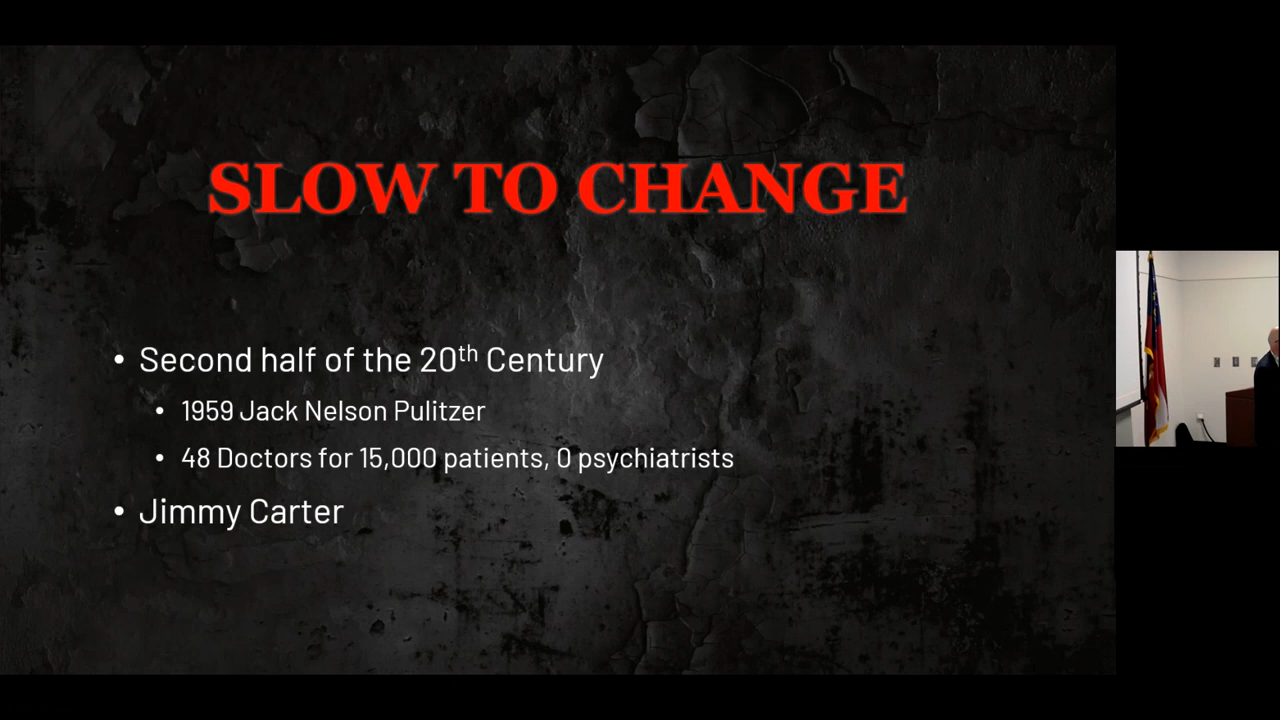 SLOW TO CHANGE
• Second half of the 20th Century
• 1959 Jack Nelson Pulitzer
• 48 Doctors for 15,000 patients, 0 psychiatrists
• Jimmy Carter